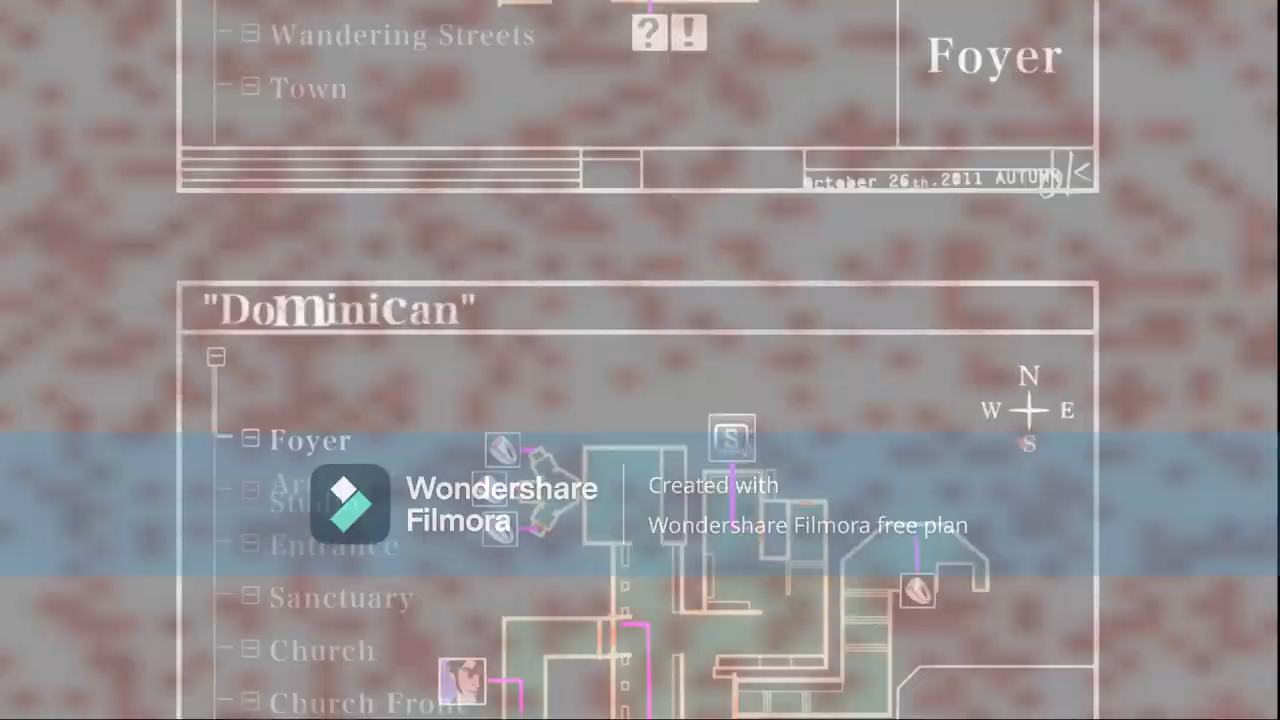 Wandering Streets
Town
? !
Foyer
October 26th.2011 AUTUMN
"Dominican"
N
W E
S
Foyer
S
Wondershare
Filmora
Created with
Wondershare Filmora free plan
Entrance
Sanctuary
Church
Church Front